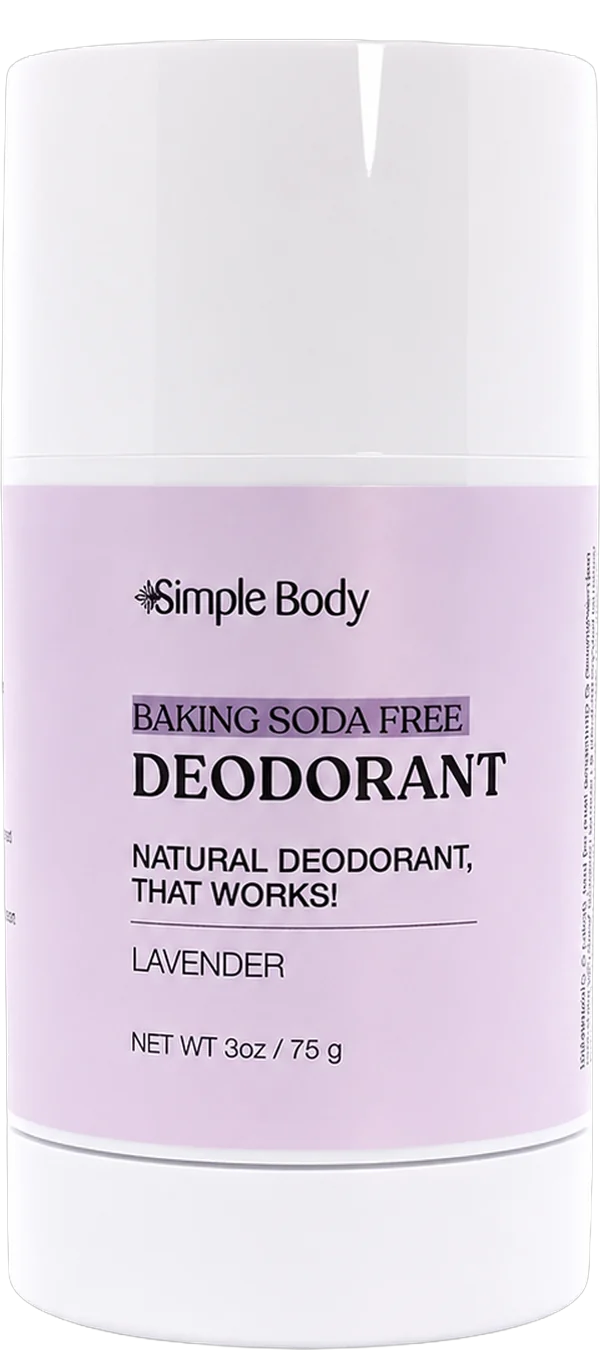 Simple Body
BAKING SODA FREE
DEODORANT
NATURAL DEODORANT,
THAT WORKS!
LAVENDER
NET WT 3oz / 75 g